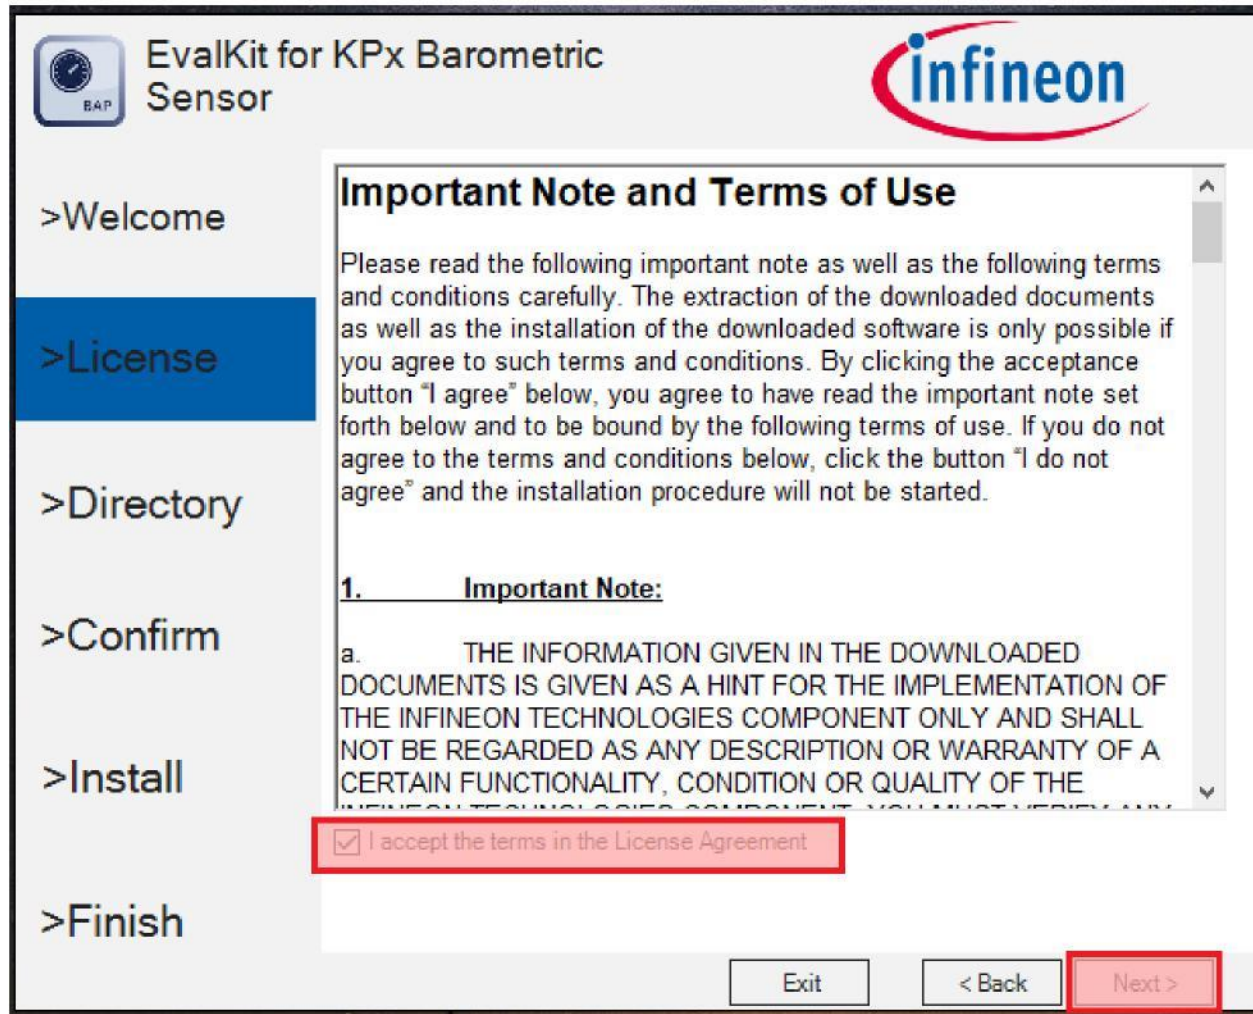 EvalKit for KPx Barometric
Sensor
BAP
infineon
>Welcome
>License
>Directory
>Confirm
>Install
>Finish
Important Note and Terms of Use
Please read the following important note as well as the following terms
and conditions carefully. The extraction of the downloaded documents
as well as the installation of the downloaded software is only possible if
you agree to such terms and conditions. By clicking the acceptance
button “I agree” below, you agree to have read the important note set
forth below and to be bound by the following terms of use. If you do not
agree to the terms and conditions below, click the button “I do not
agree” and the installation procedure will not be started.
1. Important Note:
a. THE INFORMATION GIVEN IN THE DOWNLOADED
DOCUMENTS IS GIVEN AS A HINT FOR THE IMPLEMENTATION OF
THE INFINEON TECHNOLOGIES COMPONENT ONLY AND SHALL
NOT BE REGARDED AS ANY DESCRIPTION OR WARRANTY OF A
CERTAIN FUNCTIONALITY, CONDITION OR QUALITY OF THE
INFINEON TECHNOLOGIES COMPONENT. YOU MUST VERIFY ANY
I accept the terms in the License Agreement
Exit
< Back
Next >